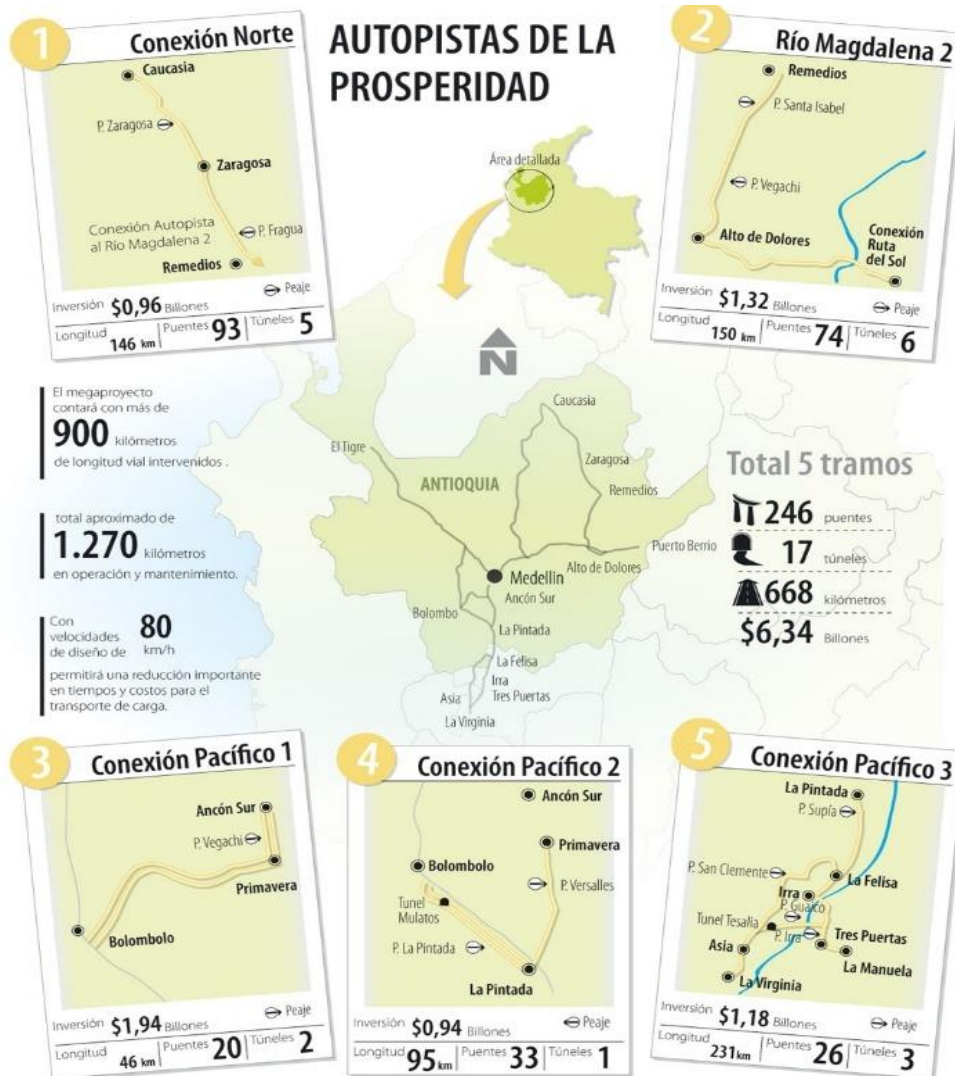 AUTOPISTAS DE LA
PROSPERIDAD
1
Conexión Norte
Caucasia
P. Zaragosa
Zaragosa
Conexión Autopista
al Río Magdalena 2
P. Fragua
Remedios
Inversión $0,96 Billones
Peaje
Longitud 146 km
Puentes 93
Túneles 5
2
Río Magdalena 2
Remedios
P. Santa Isabel
P. Vegachi
Alto de Dolores
Conexión
Ruta
del Sol
Inversión $1,32 Billones
Peaje
Longitud 150 km
Puentes 74
Túneles 6
Área detallada
N
El megaproyecto
contará con más de
900 kilómetros
de longitud vial intervenidos .
total aproximado de
1.270 kilómetros
en operación y mantenimiento.
Con
velocidades
de diseño de
80
km/h
permitirá una reducción importante
en tiempos y costos para el
transporte de carga.
El Tigre
ANTIOQUIA
Caucasia
Zaragosa
Remedios
Puerto Berrio
Alto de Dolores
Medellin
Ancón Sur
Bolombo
La Pintada
La Felisa
Irra
Asia
Tres Puertas
La Virginia
Total 5 tramos
246 puentes
17 túneles
668 kilómetros
$6,34 Billones
3
Conexión Pacífico 1
Ancón Sur
P. Vegachi
Primavera
Bolombolo
Inversión $1,94 Billones
Peaje
Longitud 46 km
Puentes 20
Túneles 2
4
Conexión Pacífico 2
Ancón Sur
Primavera
Bolombolo
P. Versalles
Tunel
Mulatos
P. La Pintada
La Pintada
Inversión $0,94 Billones
Peaje
Longitud 95 km
Puentes 33
Túneles 1
5
Conexión Pacífico 3
La Pintada
P. Supía
P. San Clemente
La Felisa
Irra
P. Guaico
Tunel Tesalia
P. Irra
Tres Puertas
Asia
La Manuela
La Virginia
Inversión $1,18 Billones
Peaje
Longitud 231 km
Puentes 26
Túneles 3